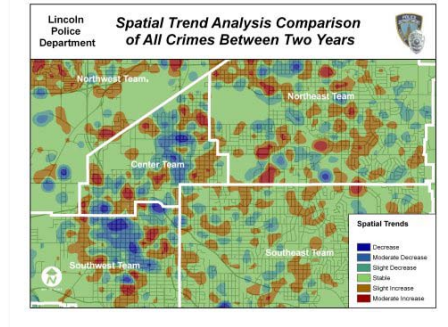 Lincoln
Police
Department
Spatial Trend Analysis Comparison
of All Crimes Between Two Years
Northwest Team
Northeast Team
Center Team
Southwest Team
Southeast Team
N
Spatial Trends
Decrease
Moderate Decrease
Slight Decrease
Stable
Slight Increase
Moderate Increase